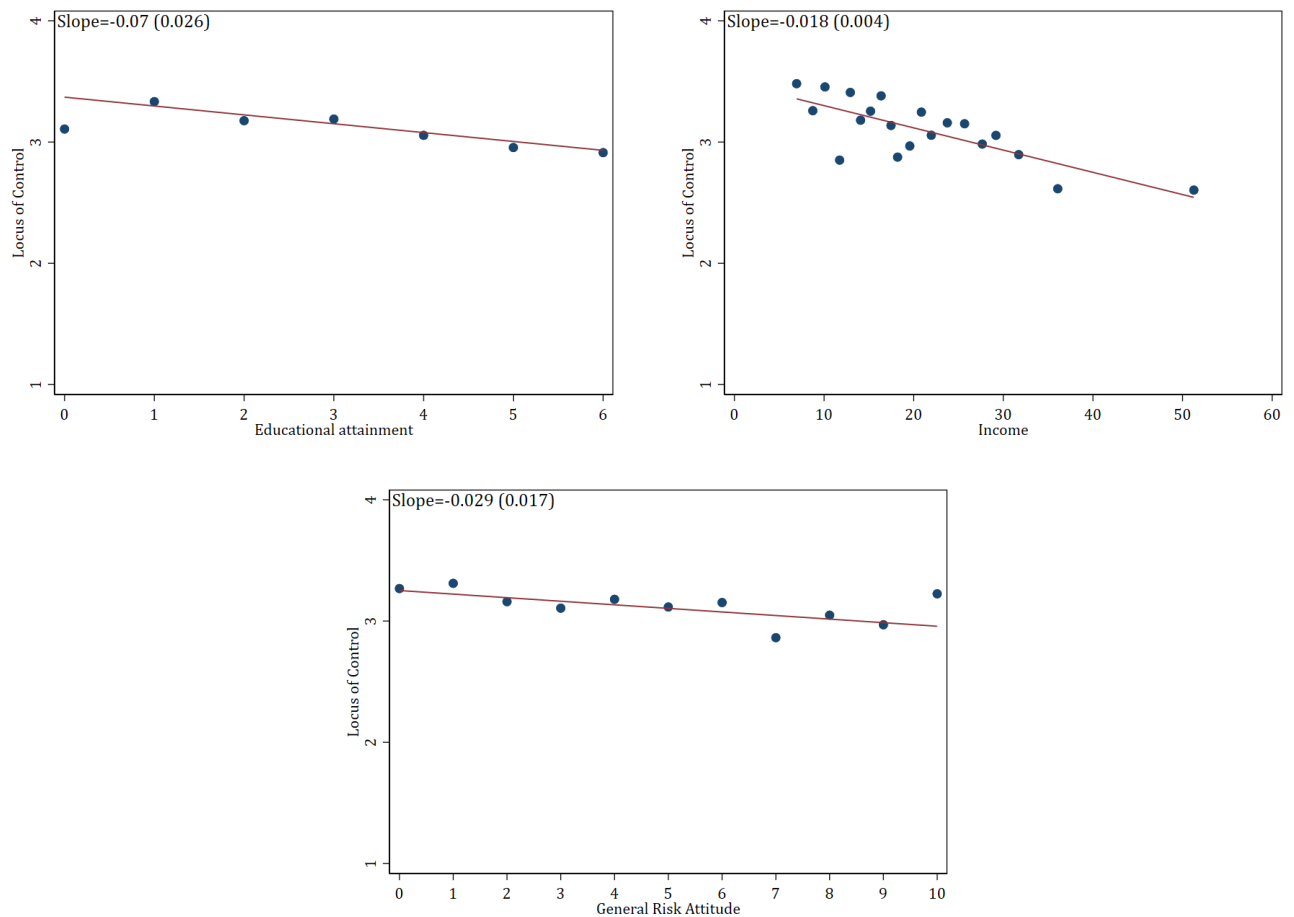 Slope=-0.07 (0.026)
4
3
2
1
Locus of Control
0 1 2 3 4 5 6
Educational attainment
Slope=-0.018 (0.004)
4
3
2
1
Locus of Control
0 10 20 30 40 50 60
Income
Slope=-0.029 (0.017)
4
3
2
1
Locus of Control
0 1 2 3 4 5 6 7 8 9 10
General Risk Attitude